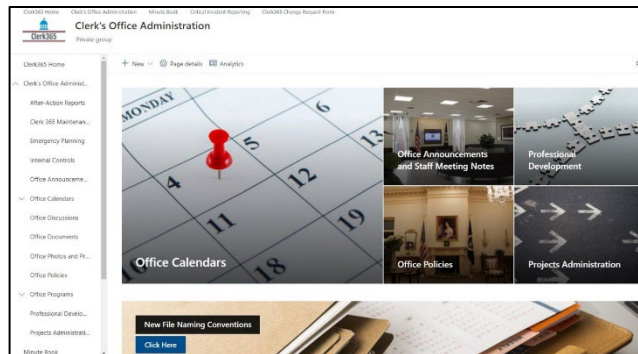 Clerk365 Home Clerk's Office Administration Minute Book Critical Incident Reporting Clerk365 Change Request Form
Clerk365
Clerk's Office Administration
Private group
+ New Page details Analytics
Clerk365 Home
Clerk's Office Administ...
After-Action Reports
Clerk 365 Maintenan...
Emergency Planning
Internal Controls
Office Announceme...
Office Calendars
Office Discussions
Office Documents
Office Photos and Pr...
Office Policies
Office Programs
Professional Develo...
Projects Administrati...
Minute Book
MONDAY
4
5
6
11
12
13
18
19
Office Calendars
Office Announcements
and Staff Meeting Notes
Professional
Development
Office Policies
Projects Administration
New File Naming Conventions
Click Here